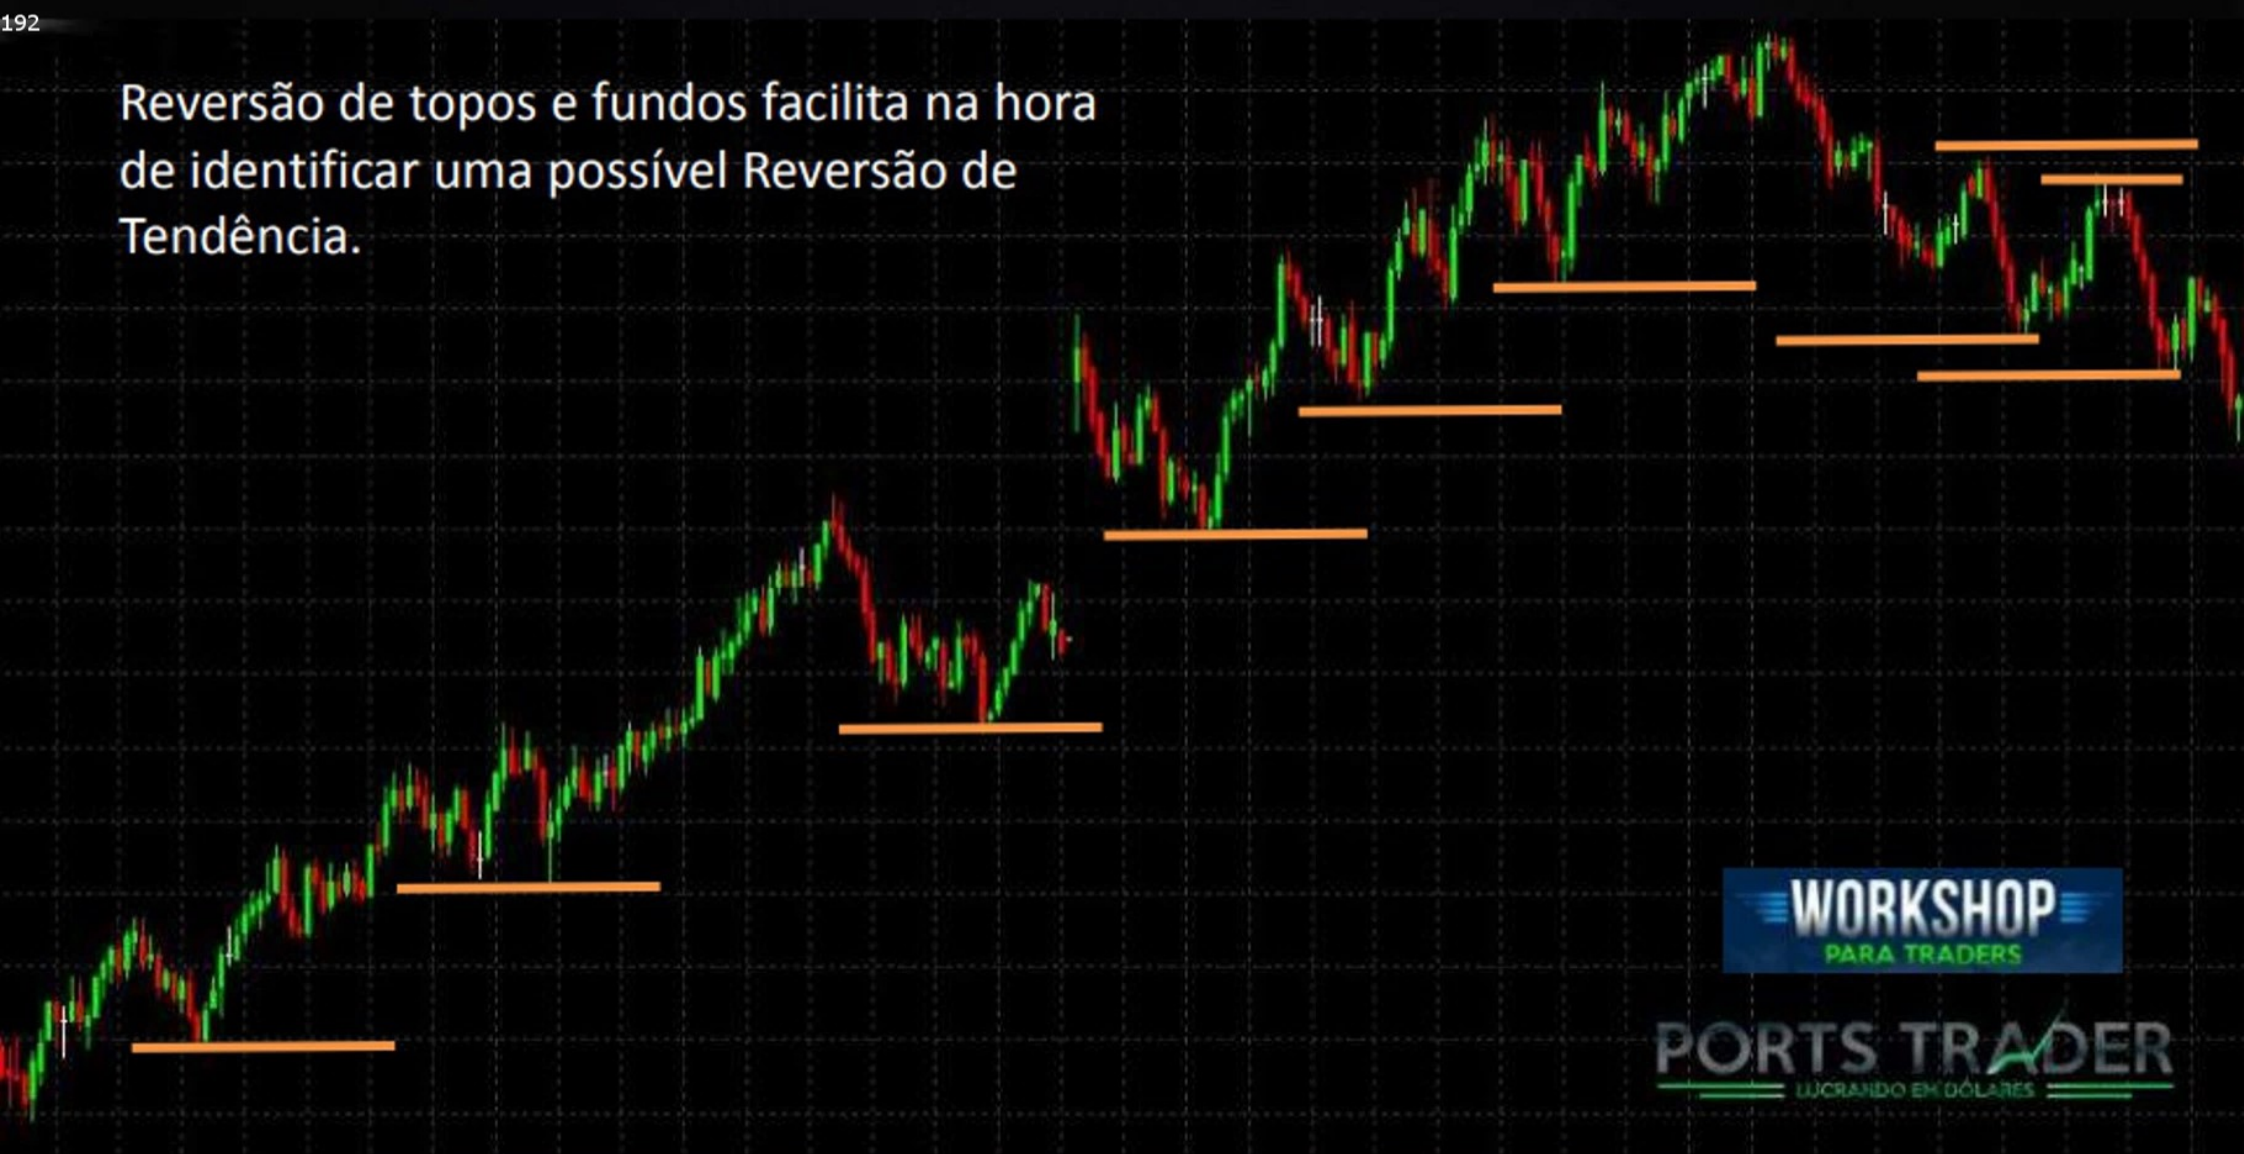 192
Reversão de topos e fundos facilita na hora
de identificar uma possível Reversão de
Tendência.
WORKSHOP
PARA TRADERS
PORTS TRADER
LUCRANDO EM DÓLARES